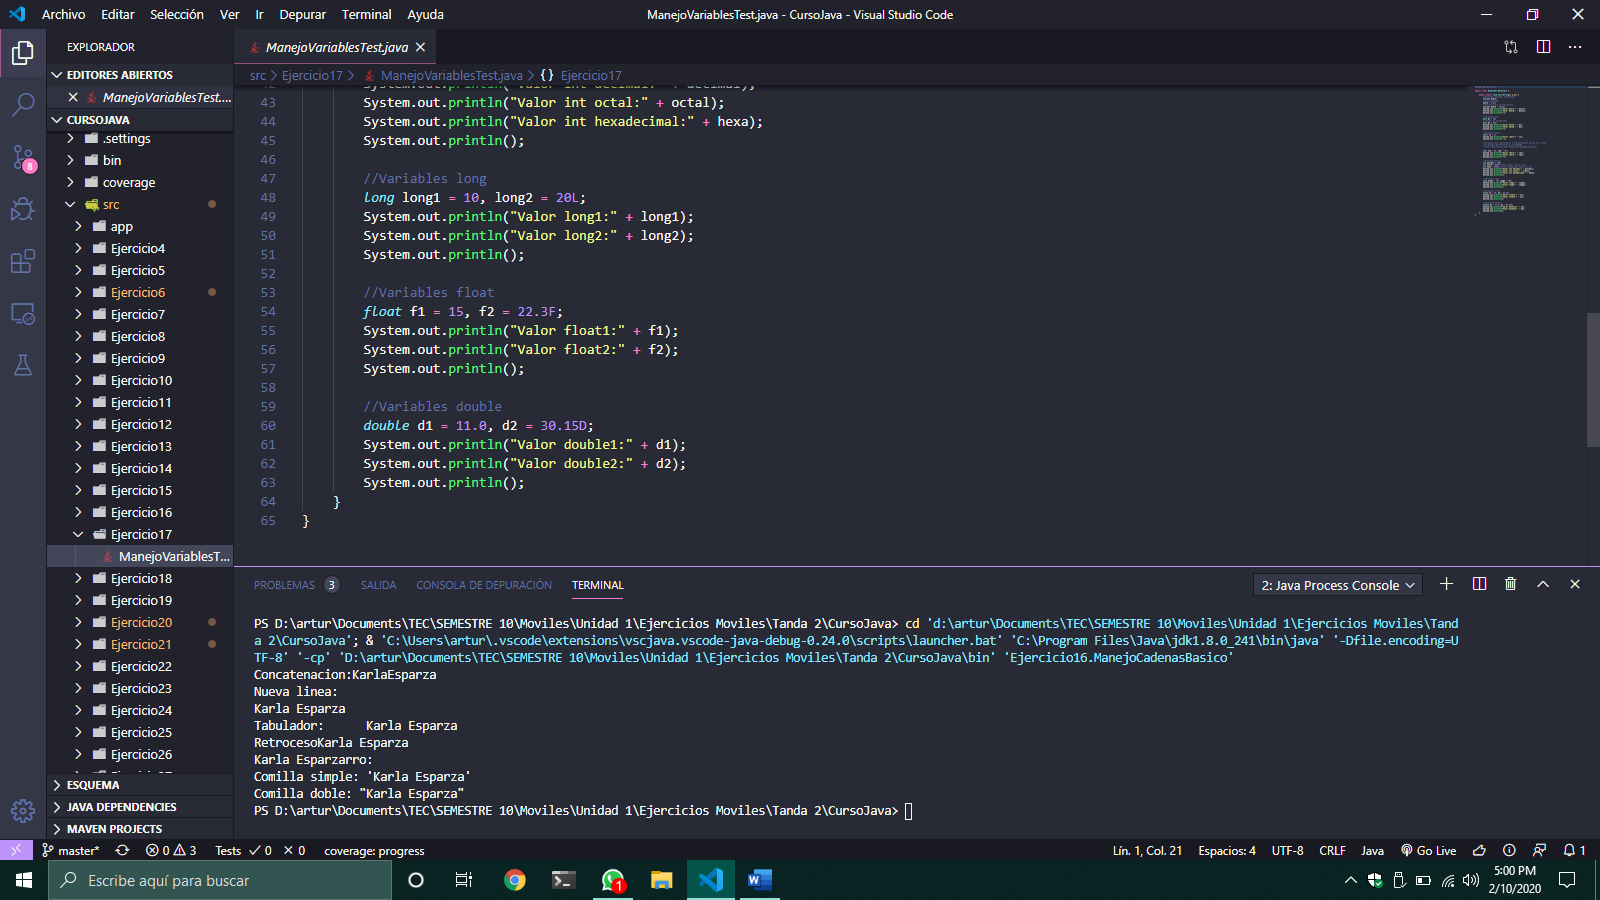 Archivo Editar Selección Ver Ir Depurar Terminal Ayuda
ManejoVariablesTest.java - CursoJava - Visual Studio Code
EXPLORADOR
EDITORES ABIERTOS
ManejoVariablesTest....
CURSOJAVA
.settings
bin
coverage
src
app
Ejercicio4
Ejercicio5
Ejercicio6
Ejercicio7
Ejercicio8
Ejercicio9
Ejercicio10
Ejercicio11
Ejercicio12
Ejercicio13
Ejercicio14
Ejercicio15
Ejercicio16
Ejercicio17
ManejoVariablesT...
Ejercicio18
Ejercicio19
Ejercicio20
Ejercicio21
Ejercicio22
Ejercicio23
Ejercicio24
Ejercicio25
Ejercicio26
ESQUEMA
JAVA DEPENDENCIES
MAVEN PROJECTS
8
ManejoVariablesTest.java
src > Ejercicio17 > ManejoVariablesTest.java > {} Ejercicio17
43 System.out.println("Valor int octal:" + octal);
44 System.out.println("Valor int hexadecimal:" + hexa);
45 System.out.println();
46
47 //Variables long
48 long long1 = 10, long2 = 20L;
49 System.out.println("Valor long1:" + long1);
50 System.out.println("Valor long2:" + long2);
51 System.out.println();
52
53 //Variables float
54 float f1 = 15, f2 = 22.3F;
55 System.out.println("Valor float1:" + f1);
56 System.out.println("Valor float2:" + f2);
57 System.out.println();
58
59 //Variables double
60 double d1 = 11.0, d2 = 30.15D;
61 System.out.println("Valor double1:" + d1);
62 System.out.println("Valor double2:" + d2);
63 System.out.println();
64 }
65 }
PROBLEMAS 3 SALIDA CONSOLA DE DEPURACIÓN TERMINAL
2: Java Process Console
PS D:\artur\Documents\TEC\SEMESTRE 10\Moviles\Unidad 1\Ejercicios Moviles\Tanda 2\CursoJava> cd 'd:\artur\Documents\TEC\SEMESTRE 10\Moviles\Unidad 1\Ejercicios Moviles\Tand
a 2\CursoJava'; & 'C:\Users\artur\.vscode\extensions\vscjava.vscode-java-debug-0.24.0\scripts\launcher.bat' 'C:\Program Files\Java\jdk1.8.0_241\bin\java' '-Dfile.encoding=U
TF-8' '-cp' 'D:\artur\Documents\TEC\SEMESTRE 10\Moviles\Unidad 1\Ejercicios Moviles\Tanda 2\CursoJava\bin' 'Ejercicio16.ManejoCadenasBasico'
Concatenacion:KarlaEsparza
Nueva linea:
Karla Esparza
Tabulador: Karla Esparza
RetrocesoKarla Esparza
Karla Esparzarro:
Comilla simple: 'Karla Esparza'
Comilla doble: "Karla Esparza"
PS D:\artur\Documents\TEC\SEMESTRE 10\Moviles\Unidad 1\Ejercicios Moviles\Tanda 2\CursoJava>
master* 0 3 Tests 0 0 coverage: progress
Lín. 1, Col. 21 Espacios: 4 UTF-8 CRLF Java Go Live 1
Escribe aquí para buscar
1
5:00 PM
2/10/2020